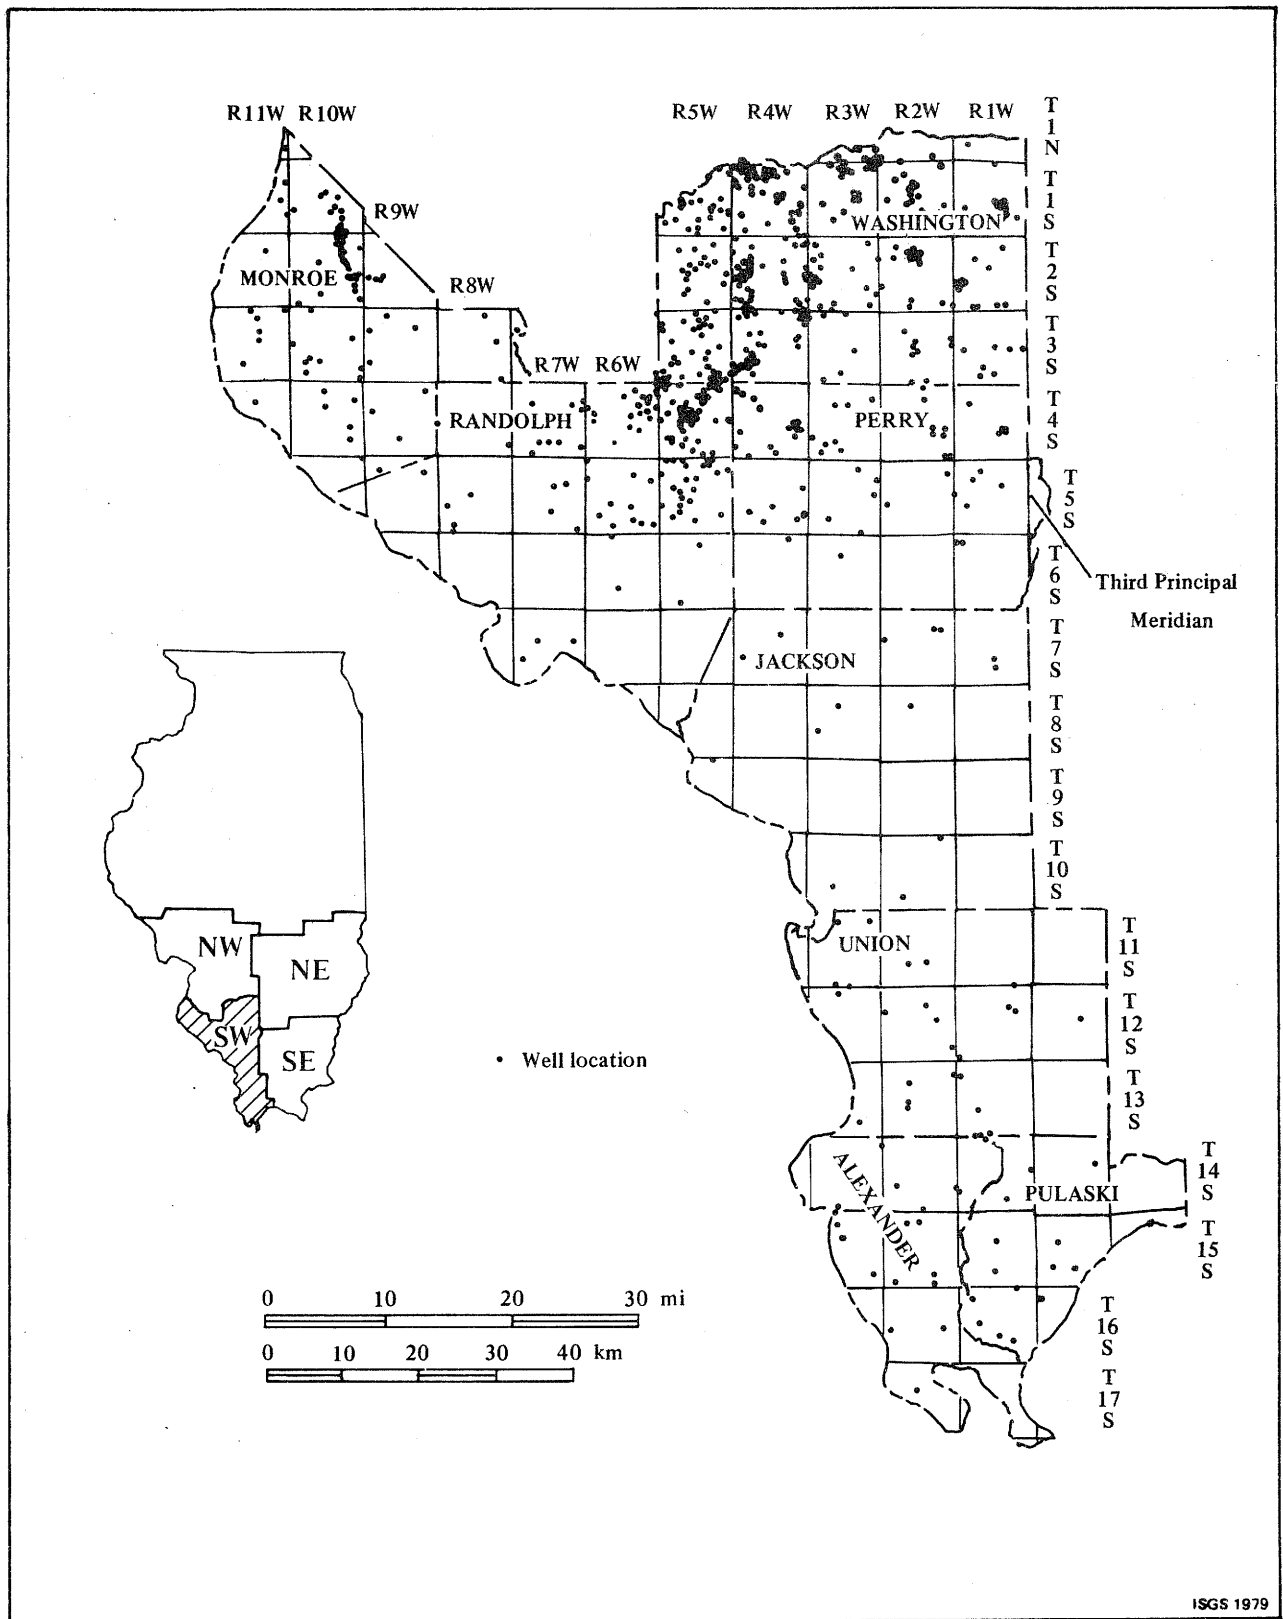 R11W R10W
R5W R4W R3W R2W R1W
T
1
N
R9W
T
1
S
WASHINGTON
MONROE
T
2
S
R8W
T
3
S
R7W R6W
RANDOLPH
PERRY
T
4
S
T
5
S
T
6
S
Third Principal
Meridian
JACKSON
T
7
S
T
8
S
T
9
S
T
10
S
NW
NE
SW
SE
UNION
T
11
S
T
12
S
Well location
T
13
S
T
14
S
ALEXANDER
PULASKI
T
15
S
0 10 20 30 mi
0 10 20 30 40 km
T
16
S
T
17
S
ISGS 1979